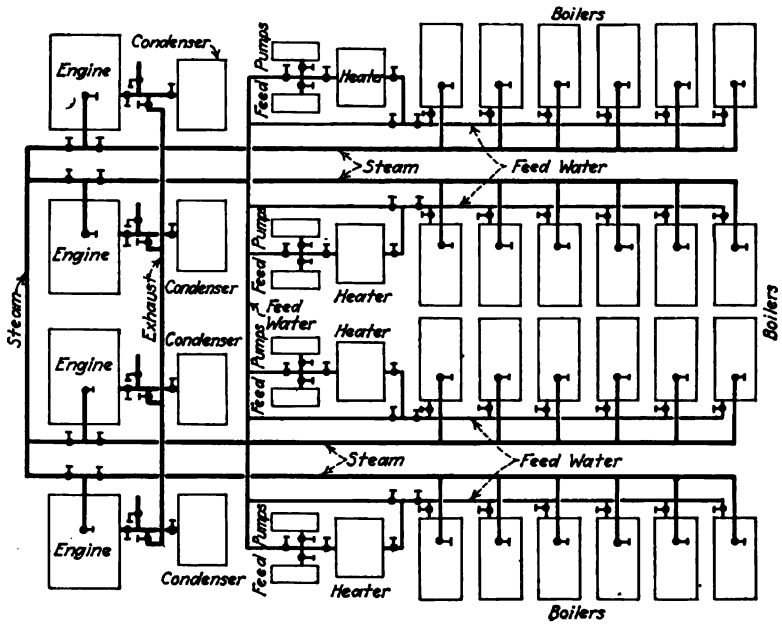 Boilers
Condenser
Engine
Feed Pumps
Heater
Steam
Feed Water
Engine
Condenser
Feed Pumps
Heater
Steam
Exhaust
Feed Water
Boilers
Engine
Condenser
Feed Pumps
Heater
Steam
Feed Water
Engine
Condenser
Feed Pumps
Heater
Boilers